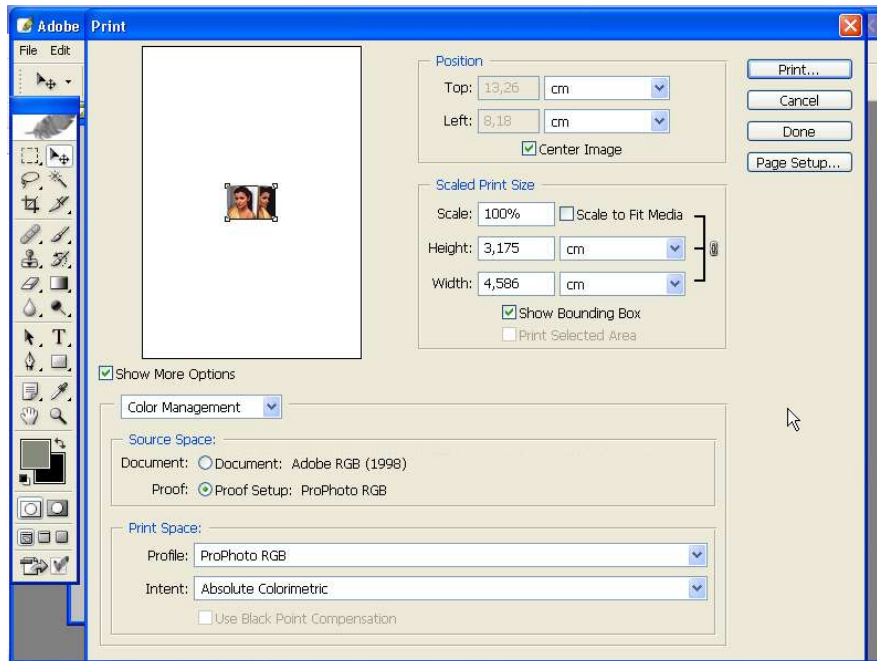 Adobe
Print
File Edit
Position
Top: 13,26 cm
Left: 8,18 cm
Center Image
Print...
Cancel
Done
Page Setup...
Scaled Print Size
Scale: 100% Scale to Fit Media
Height: 3,175 cm
Width: 4,586 cm
Show Bounding Box
Print Selected Area
Show More Options
Color Management
Source Space:
Document: Document: Adobe RGB (1998)
Proof: Proof Setup: ProPhoto RGB
Print Space:
Profile: ProPhoto RGB
Intent: Absolute Colorimetric
Use Black Point Compensation